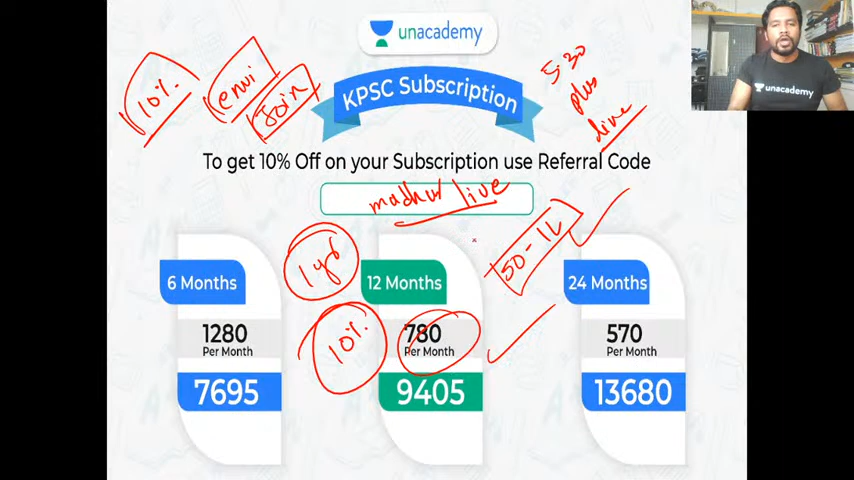 unacademy
KPSC Subscription
10%
envi
Join
5.30
plus
live
unacademy
To get 10% Off on your Subscription use Referral Code
madhu live
6 Months
1280
Per Month
7695
1 yr
10%
12 Months
780
Per Month
9405
50-1L
24 Months
570
Per Month
13680